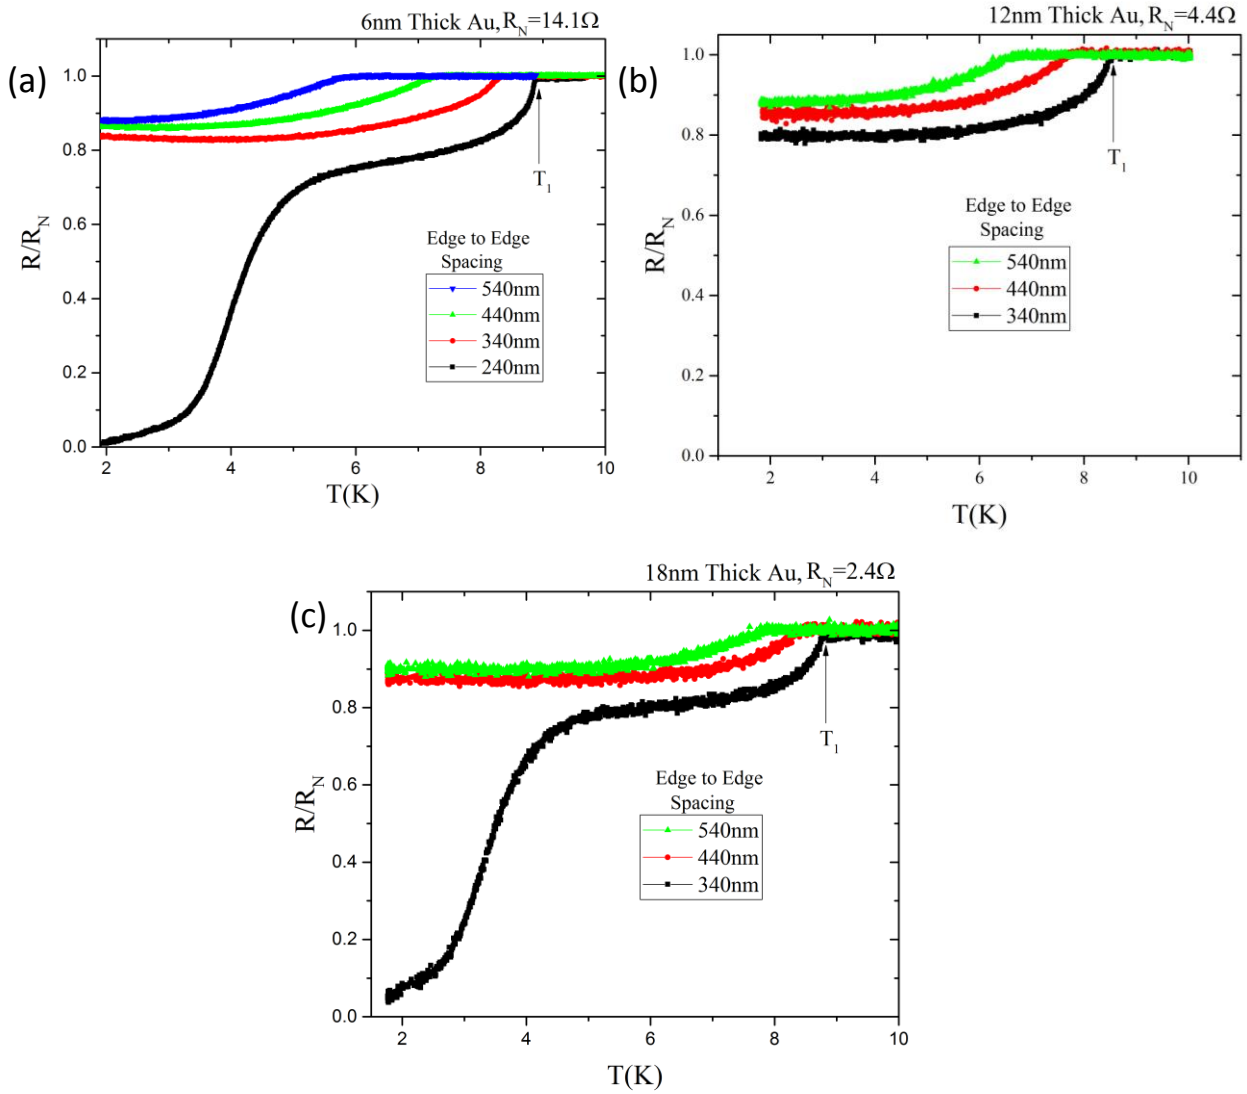 6nm Thick Au, R_N=14.1Ω
(a)
1.0
0.8
0.6
0.4
0.2
0.0
R/R_N
T_1
Edge to Edge
Spacing
540nm
440nm
340nm
240nm
2 4 6 8 10
T(K)
12nm Thick Au, R_N=4.4Ω
(b)
1.0
0.8
0.6
0.4
0.2
0.0
R/R_N
T_1
Edge to Edge
Spacing
540nm
440nm
340nm
2 4 6 8 10
T(K)
18nm Thick Au, R_N=2.4Ω
(c)
1.0
0.8
0.6
0.4
0.2
0.0
R/R_N
T_1
Edge to Edge
Spacing
540nm
440nm
340nm
2 4 6 8 10
T(K)